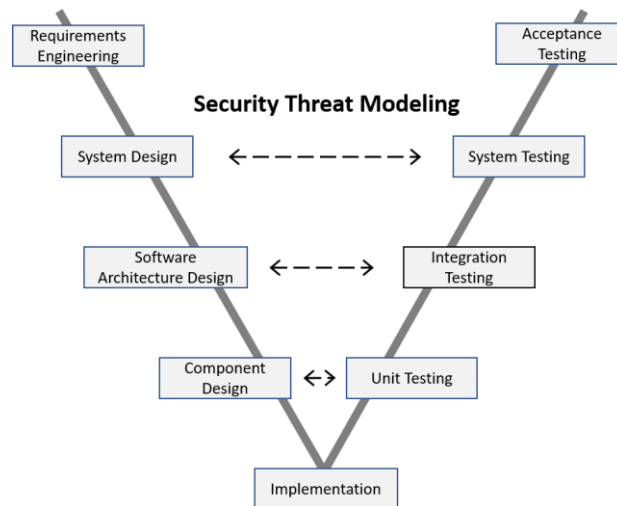 Requirements
Engineering
Acceptance
Testing
Security Threat Modeling
System Design
System Testing
Software
Architecture Design
Integration
Testing
Component
Design
Unit Testing
Implementation